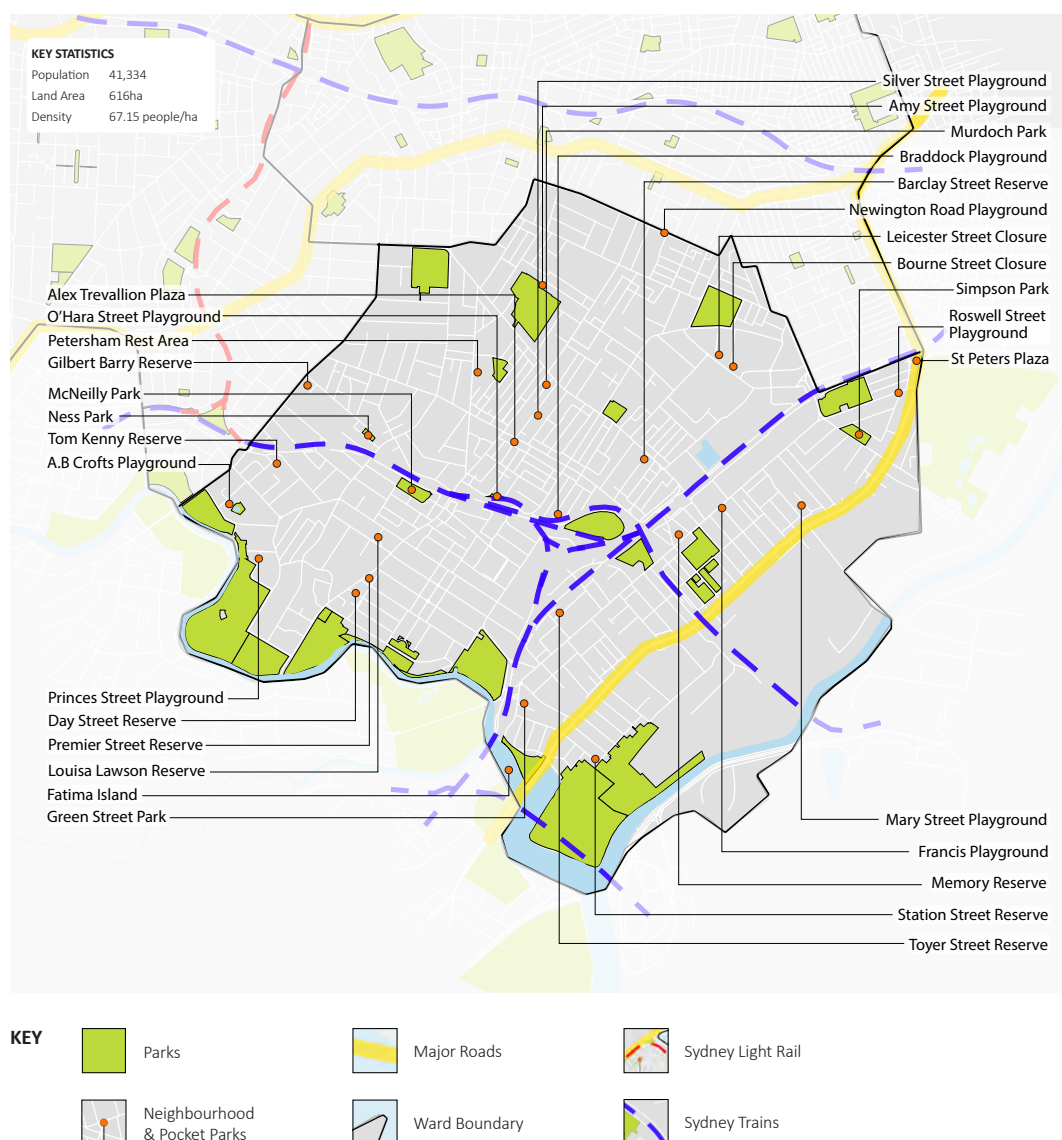 KEY STATISTICS
Population 41,334
Land Area 616ha
Density 67.15 people/ha
Silver Street Playground
Amy Street Playground
Murdoch Park
Braddock Playground
Barclay Street Reserve
Newington Road Playground
Leicester Street Closure
Bourne Street Closure
Simpson Park
Roswell Street
Playground
St Peters Plaza
Alex Trevallion Plaza
O'Hara Street Playground
Petersham Rest Area
Gilbert Barry Reserve
McNeilly Park
Ness Park
Tom Kenny Reserve
A.B Crofts Playground
Princes Street Playground
Day Street Reserve
Premier Street Reserve
Louisa Lawson Reserve
Fatima Island
Green Street Park
Mary Street Playground
Francis Playground
Memory Reserve
Station Street Reserve
Toyer Street Reserve
KEY
Parks
Major Roads
Sydney Light Rail
Neighbourhood
& Pocket Parks
Ward Boundary
Sydney Trains